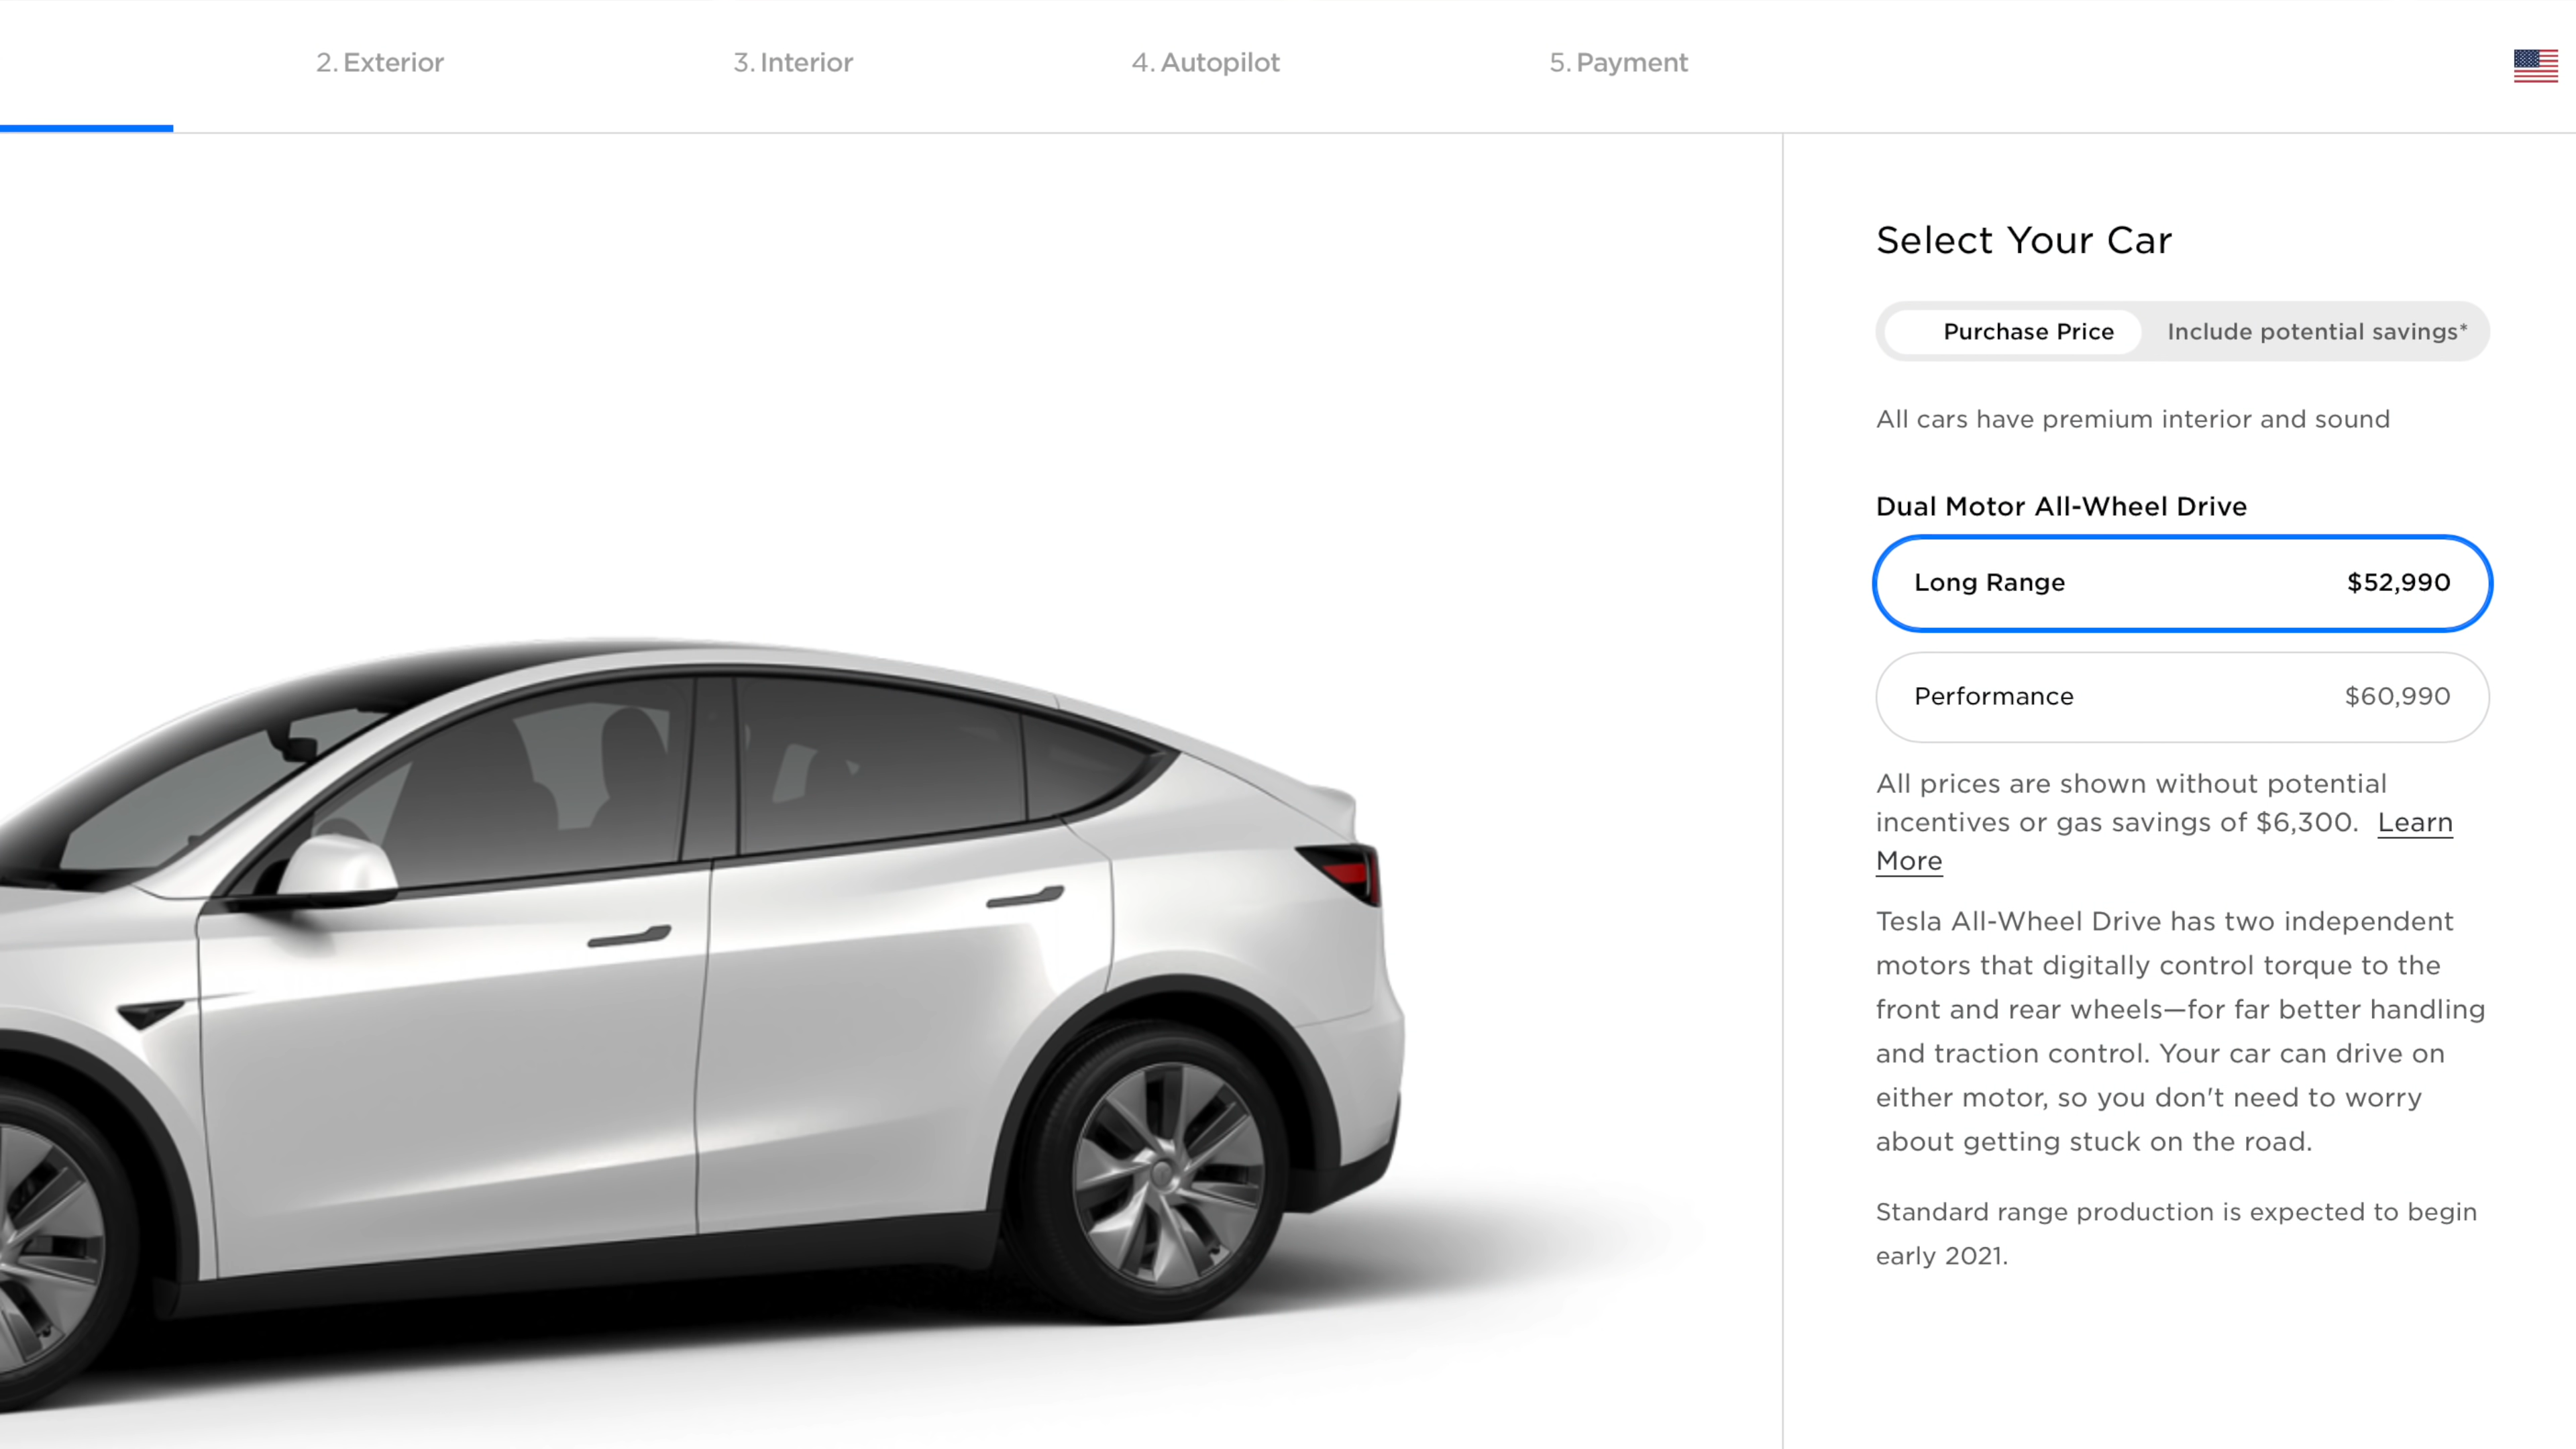 2. Exterior
3. Interior
4. Autopilot
5. Payment
Select Your Car
Purchase Price
Include potential savings*
All cars have premium interior and sound
Dual Motor All-Wheel Drive
Long Range $52,990
Performance $60,990
All prices are shown without potential
incentives or gas savings of $6,300. Learn
More
Tesla All-Wheel Drive has two independent
motors that digitally control torque to the
front and rear wheels—for far better handling
and traction control. Your car can drive on
either motor, so you don't need to worry
about getting stuck on the road.
Standard range production is expected to begin
early 2021.